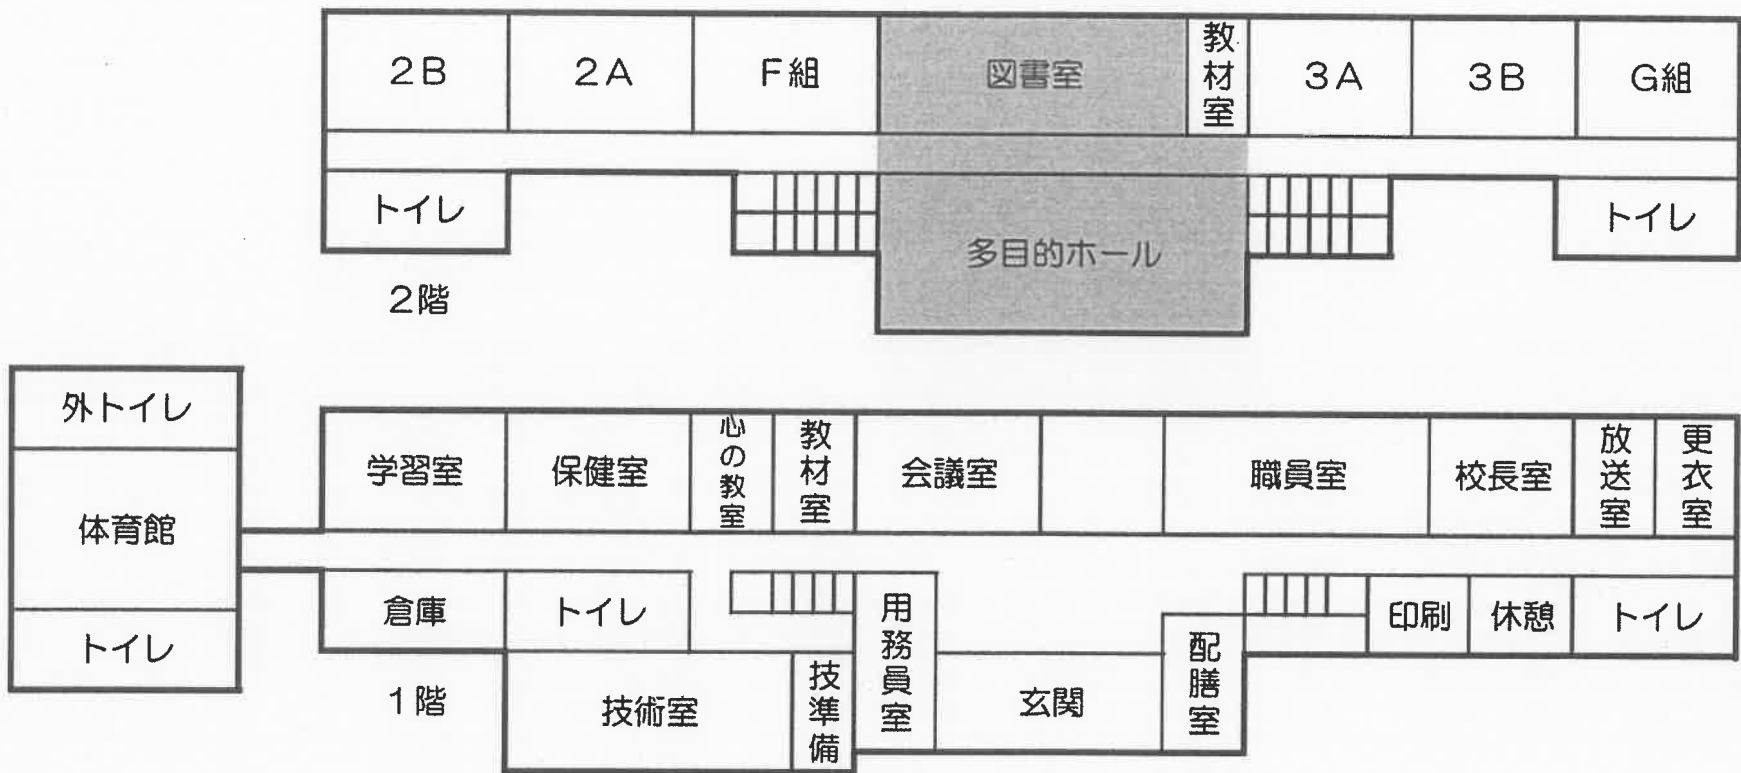 2B 2A F組 図書室 教材室 3A 3B G組
トイレ 多目的ホール トイレ
2階
外トイレ
体育館
トイレ
学習室 保健室 心の教室 教材室 会議室 職員室 校長室 放送室 更衣室
倉庫 トイレ 用務員室 配膳室 印刷 休憩 トイレ
1階 技術室 技準備 玄関